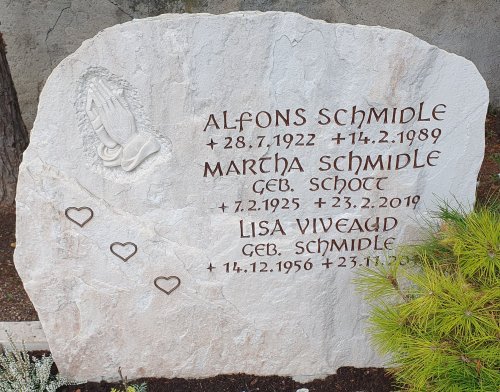 ALFONS SCHMIDLE
* 28.7.1922 +14.2.1989
MARTHA SCHMIDLE
GEB. SCHOTT
* 7.2.1925 + 23.2.2019
LISA VIVEAUD
GEB. SCHMIDLE
* 14.12.1956 + 23.11.